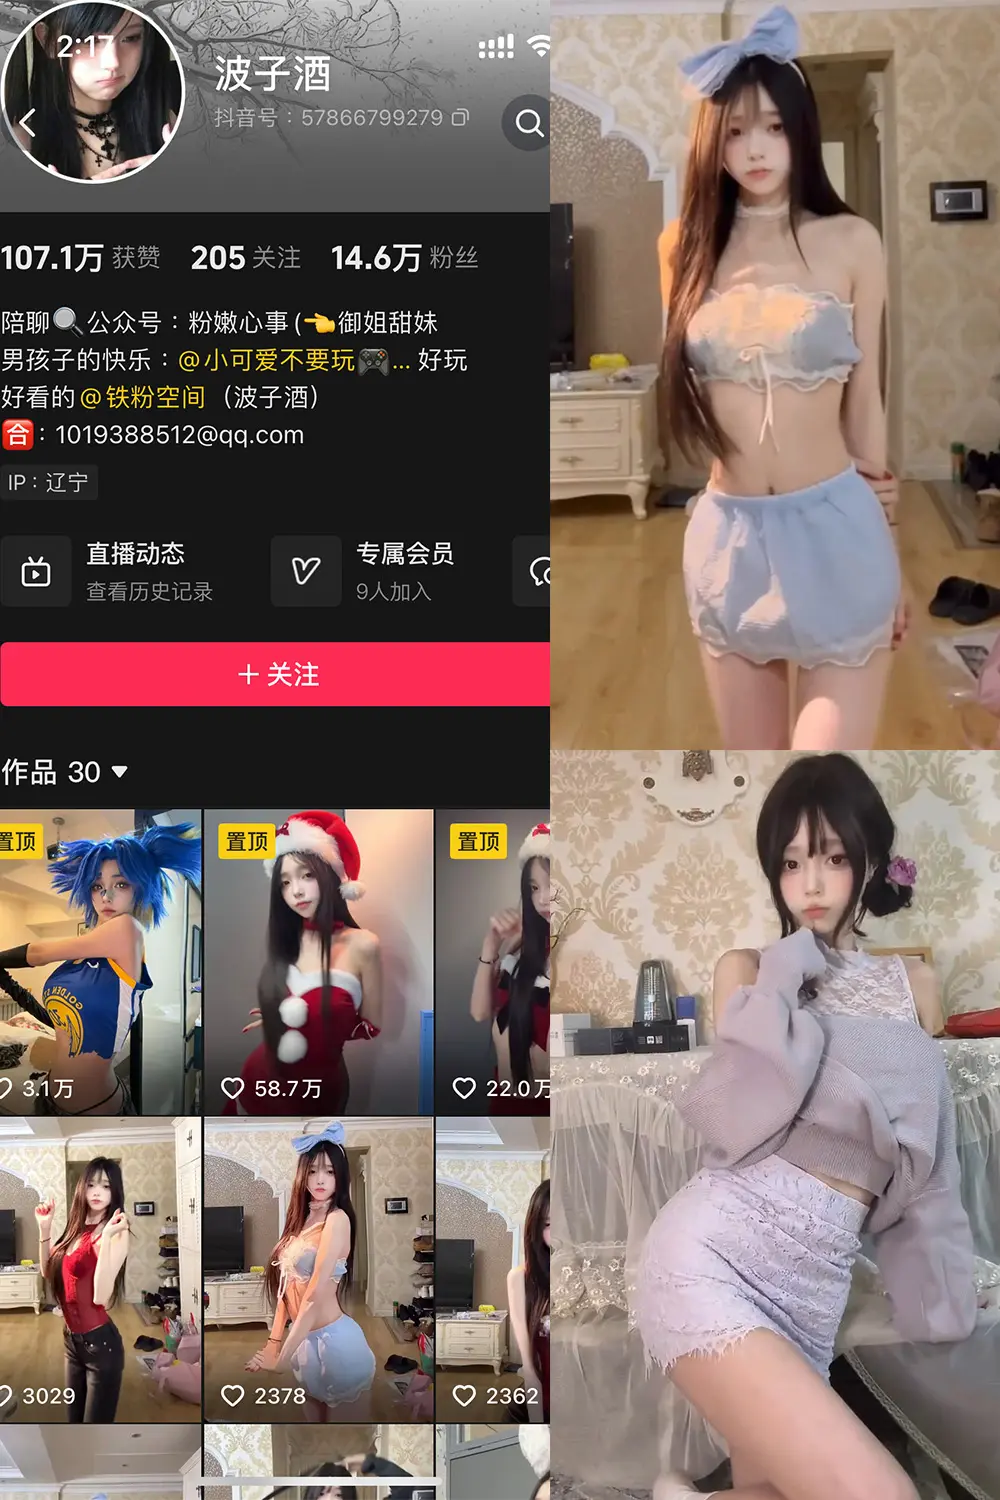 2:17
波子酒
抖音号：57866799279
107.1万 获赞 205 关注 14.6万 粉丝
陪聊🔍公众号：粉嫩心事(👈御姐甜妹
男孩子的快乐：@小可爱不要玩🎮... 好玩
好看的@铁粉空间（波子酒）
合：1019388512@qq.com
IP：辽宁
直播动态
查看历史记录
专属会员
9人加入
＋关注
作品 30
置顶
置顶
置顶
3.1万
58.7万
22.0万
3029
2378
2362